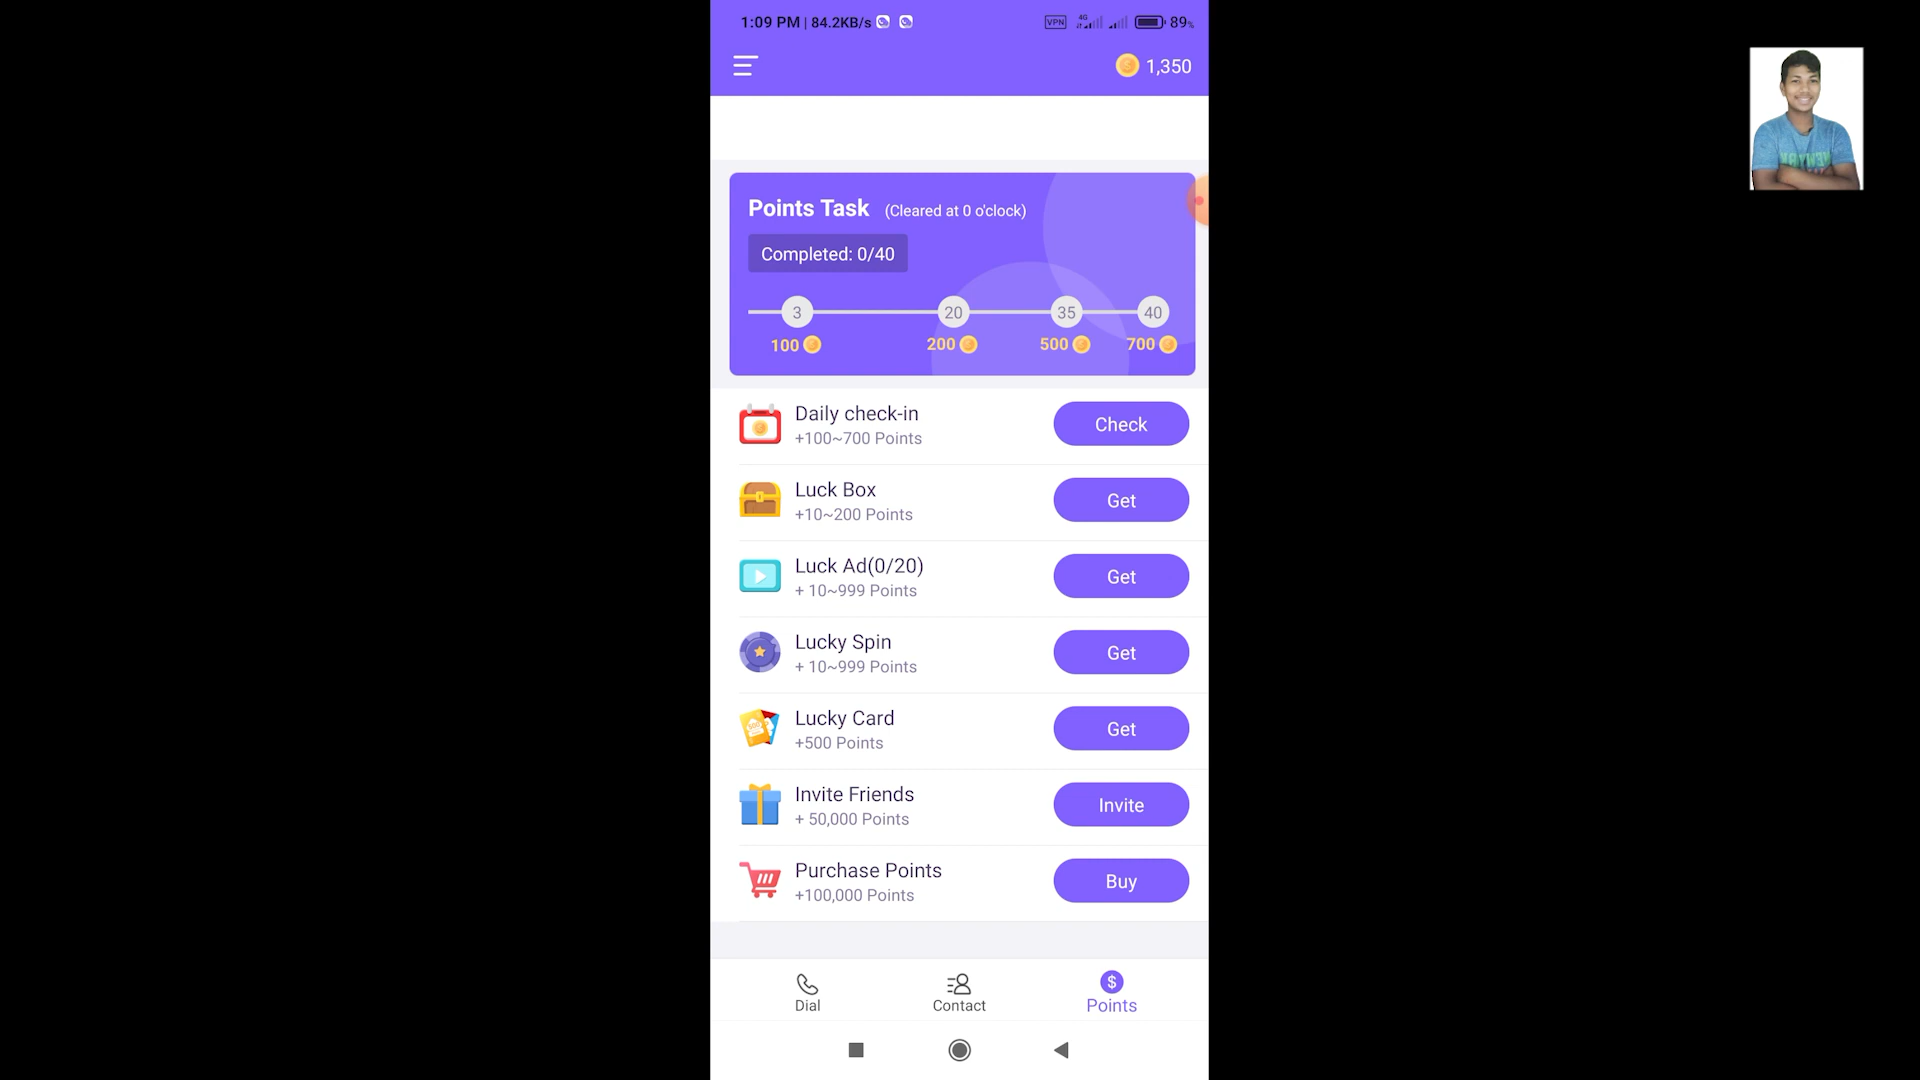 1:09 PM | 84.2KB/s VPN 4G 89%
1,350
Points Task (Cleared at 0 o'clock)
Completed: 0/40
3 20 35 40
100 200 500 700
Daily check-in
+100~700 Points
Check
Luck Box
+10~200 Points
Get
Luck Ad(0/20)
+ 10~999 Points
Get
Lucky Spin
+ 10~999 Points
Get
Lucky Card
+500 Points
Get
Invite Friends
+ 50,000 Points
Invite
Purchase Points
+100,000 Points
Buy
Dial Contact Points